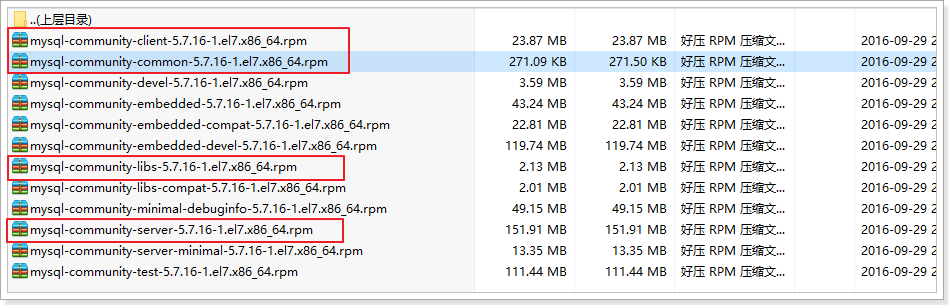 ..(上层目录)
mysql-community-client-5.7.16-1.el7.x86_64.rpm 23.87 MB 23.87 MB 好压 RPM 压缩文... 2016-09-29
mysql-community-common-5.7.16-1.el7.x86_64.rpm 271.09 KB 271.50 KB 好压 RPM 压缩文... 2016-09-29
mysql-community-devel-5.7.16-1.el7.x86_64.rpm 3.59 MB 3.59 MB 好压 RPM 压缩文... 2016-09-29
mysql-community-embedded-5.7.16-1.el7.x86_64.rpm 43.24 MB 43.24 MB 好压 RPM 压缩文... 2016-09-29
mysql-community-embedded-compat-5.7.16-1.el7.x86_64.rpm 22.81 MB 22.81 MB 好压 RPM 压缩文... 2016-09-29
mysql-community-embedded-devel-5.7.16-1.el7.x86_64.rpm 119.74 MB 119.74 MB 好压 RPM 压缩文... 2016-09-29
mysql-community-libs-5.7.16-1.el7.x86_64.rpm 2.13 MB 2.13 MB 好压 RPM 压缩文... 2016-09-29
mysql-community-libs-compat-5.7.16-1.el7.x86_64.rpm 2.01 MB 2.01 MB 好压 RPM 压缩文... 2016-09-29
mysql-community-minimal-debuginfo-5.7.16-1.el7.x86_64.rpm 49.15 MB 49.15 MB 好压 RPM 压缩文... 2016-09-29
mysql-community-server-5.7.16-1.el7.x86_64.rpm 151.91 MB 151.91 MB 好压 RPM 压缩文... 2016-09-29
mysql-community-server-minimal-5.7.16-1.el7.x86_64.rpm 13.35 MB 13.35 MB 好压 RPM 压缩文... 2016-09-29
mysql-community-test-5.7.16-1.el7.x86_64.rpm 111.44 MB 111.44 MB 好压 RPM 压缩文... 2016-09-29